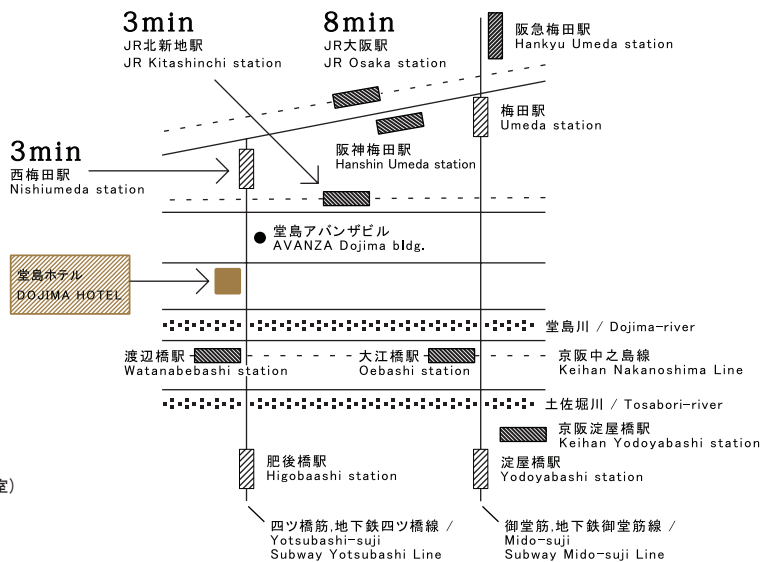 3min
JR北新地駅
JR Kitashinchi station
8min
JR大阪駅
JR Osaka station
阪急梅田駅
Hankyu Umeda station
梅田駅
Umeda station
阪神梅田駅
Hanshin Umeda station
3min
西梅田駅
Nishiumeda station
堂島アバンザビル
AVANZA Dojima bldg.
堂島ホテル
DOJIMA HOTEL
堂島川 / Dojima-river
渡辺橋駅
Watanabebashi station
大江橋駅
Oebashi station
京阪中之島線
Keihan Nakanoshima Line
土佐堀川 / Tosabori-river
京阪淀屋橋駅
Keihan Yodoyabashi station
肥後橋駅
Higobaashi station
淀屋橋駅
Yodoyabashi station
室)
四ツ橋筋,地下鉄四ツ橋線 /
Yotsubashi-suji
Subway Yotsubashi Line
御堂筋,地下鉄御堂筋線 /
Mido-suji
Subway Mido-suji Line